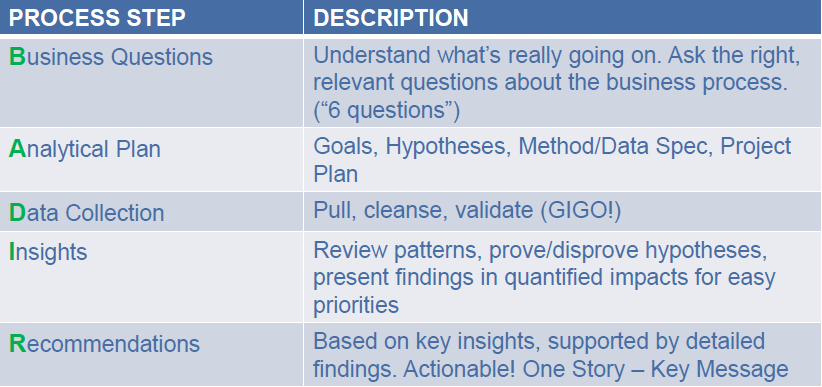 PROCESS STEP DESCRIPTION
Business Questions Understand what’s really going on. Ask the right,
relevant questions about the business process.
(“6 questions”)
Analytical Plan Goals, Hypotheses, Method/Data Spec, Project
Plan
Data Collection Pull, cleanse, validate (GIGO!)
Insights Review patterns, prove/disprove hypotheses,
present findings in quantified impacts for easy
priorities
Recommendations Based on key insights, supported by detailed
findings. Actionable! One Story – Key Message